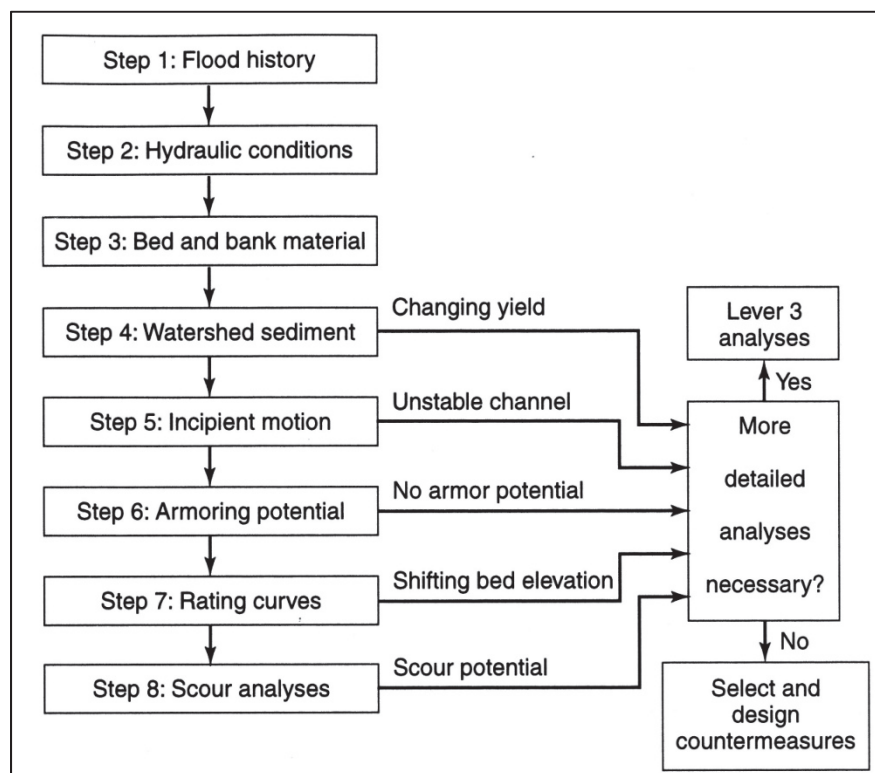 Step 1: Flood history
Step 2: Hydraulic conditions
Step 3: Bed and bank material
Step 4: Watershed sediment
Changing yield
Step 5: Incipient motion
Unstable channel
Step 6: Armoring potential
No armor potential
Step 7: Rating curves
Shifting bed elevation
Step 8: Scour analyses
Scour potential
Lever 3
analyses
Yes
More
detailed
analyses
necessary?
No
Select and
design
countermeasures